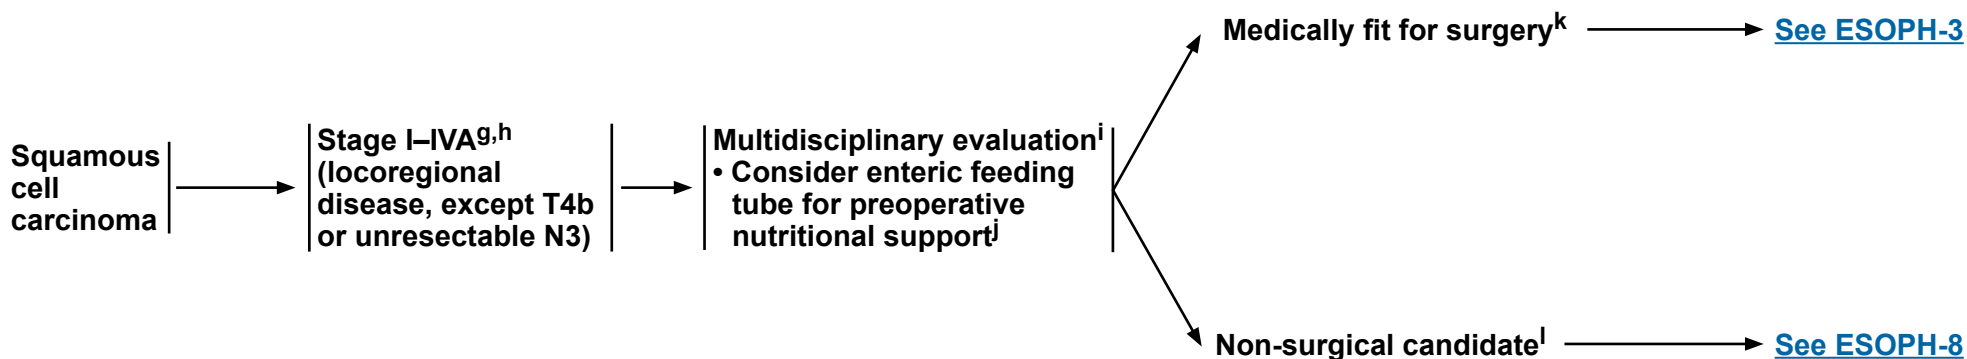 Squamous
cell
carcinoma
Stage I–IVAg,h
(locoregional
disease, except T4b
or unresectable N3)
Multidisciplinary evaluationi
• Consider enteric feeding
tube for preoperative
nutritional supportj
Medically fit for surgeryk
See ESOPH-3
Non-surgical candidatel
See ESOPH-8